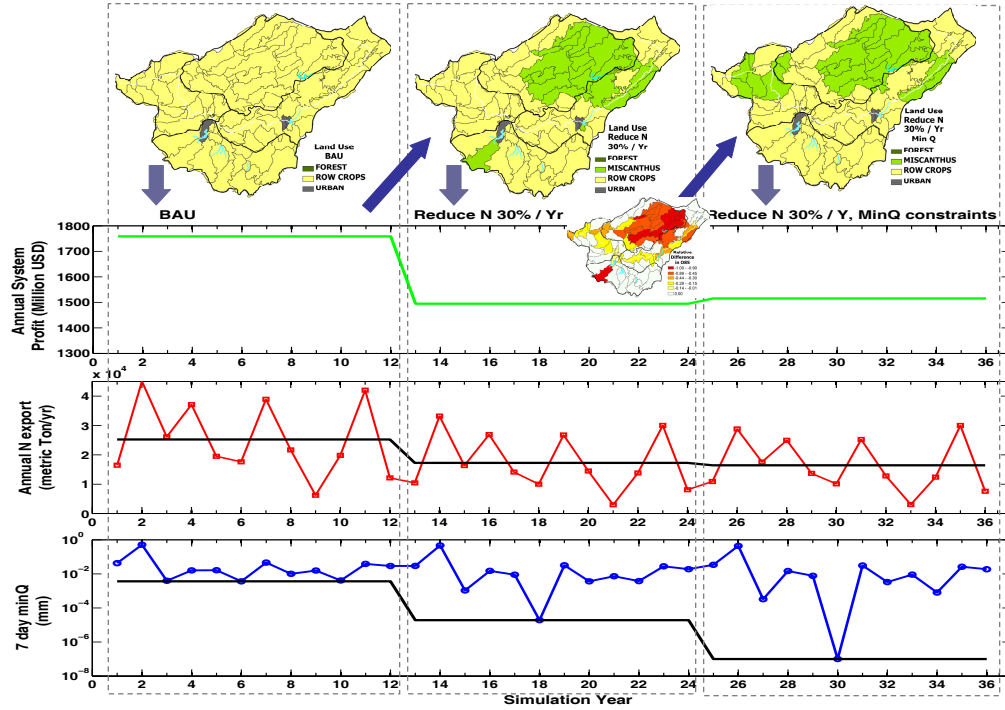 Land Use
BAU
FOREST
ROW CROPS
URBAN
Land Use
Reduce N
30% / Yr
FOREST
MISCANTHUS
ROW CROPS
URBAN
Land Use
Reduce N
30% / Yr
Min Q
FOREST
MISCANTHUS
ROW CROPS
URBAN
BAU
Reduce N 30% / Yr
Reduce N 30% / Y, MinQ constraints
Relative
Difference
in OBS
0.00
Annual System
Profit (Million USD)
1800
1700
1600
1500
1400
1300
0 2 4 6 8 10 12 14 16 18 20 22 24 26 28 30 32 34 36
x 10^4
Annual N export
(metric Ton/yr)
4
3
2
1
0
0 2 4 6 8 10 12 14 16 18 20 22 24 26 28 30 32 34 36
7 day minQ
(mm)
10^0
10^−2
10^−4
10^−6
10^−8
0 2 4 6 8 10 12 14 16 18 20 22 24 26 28 30 32 34 36
Simulation Year